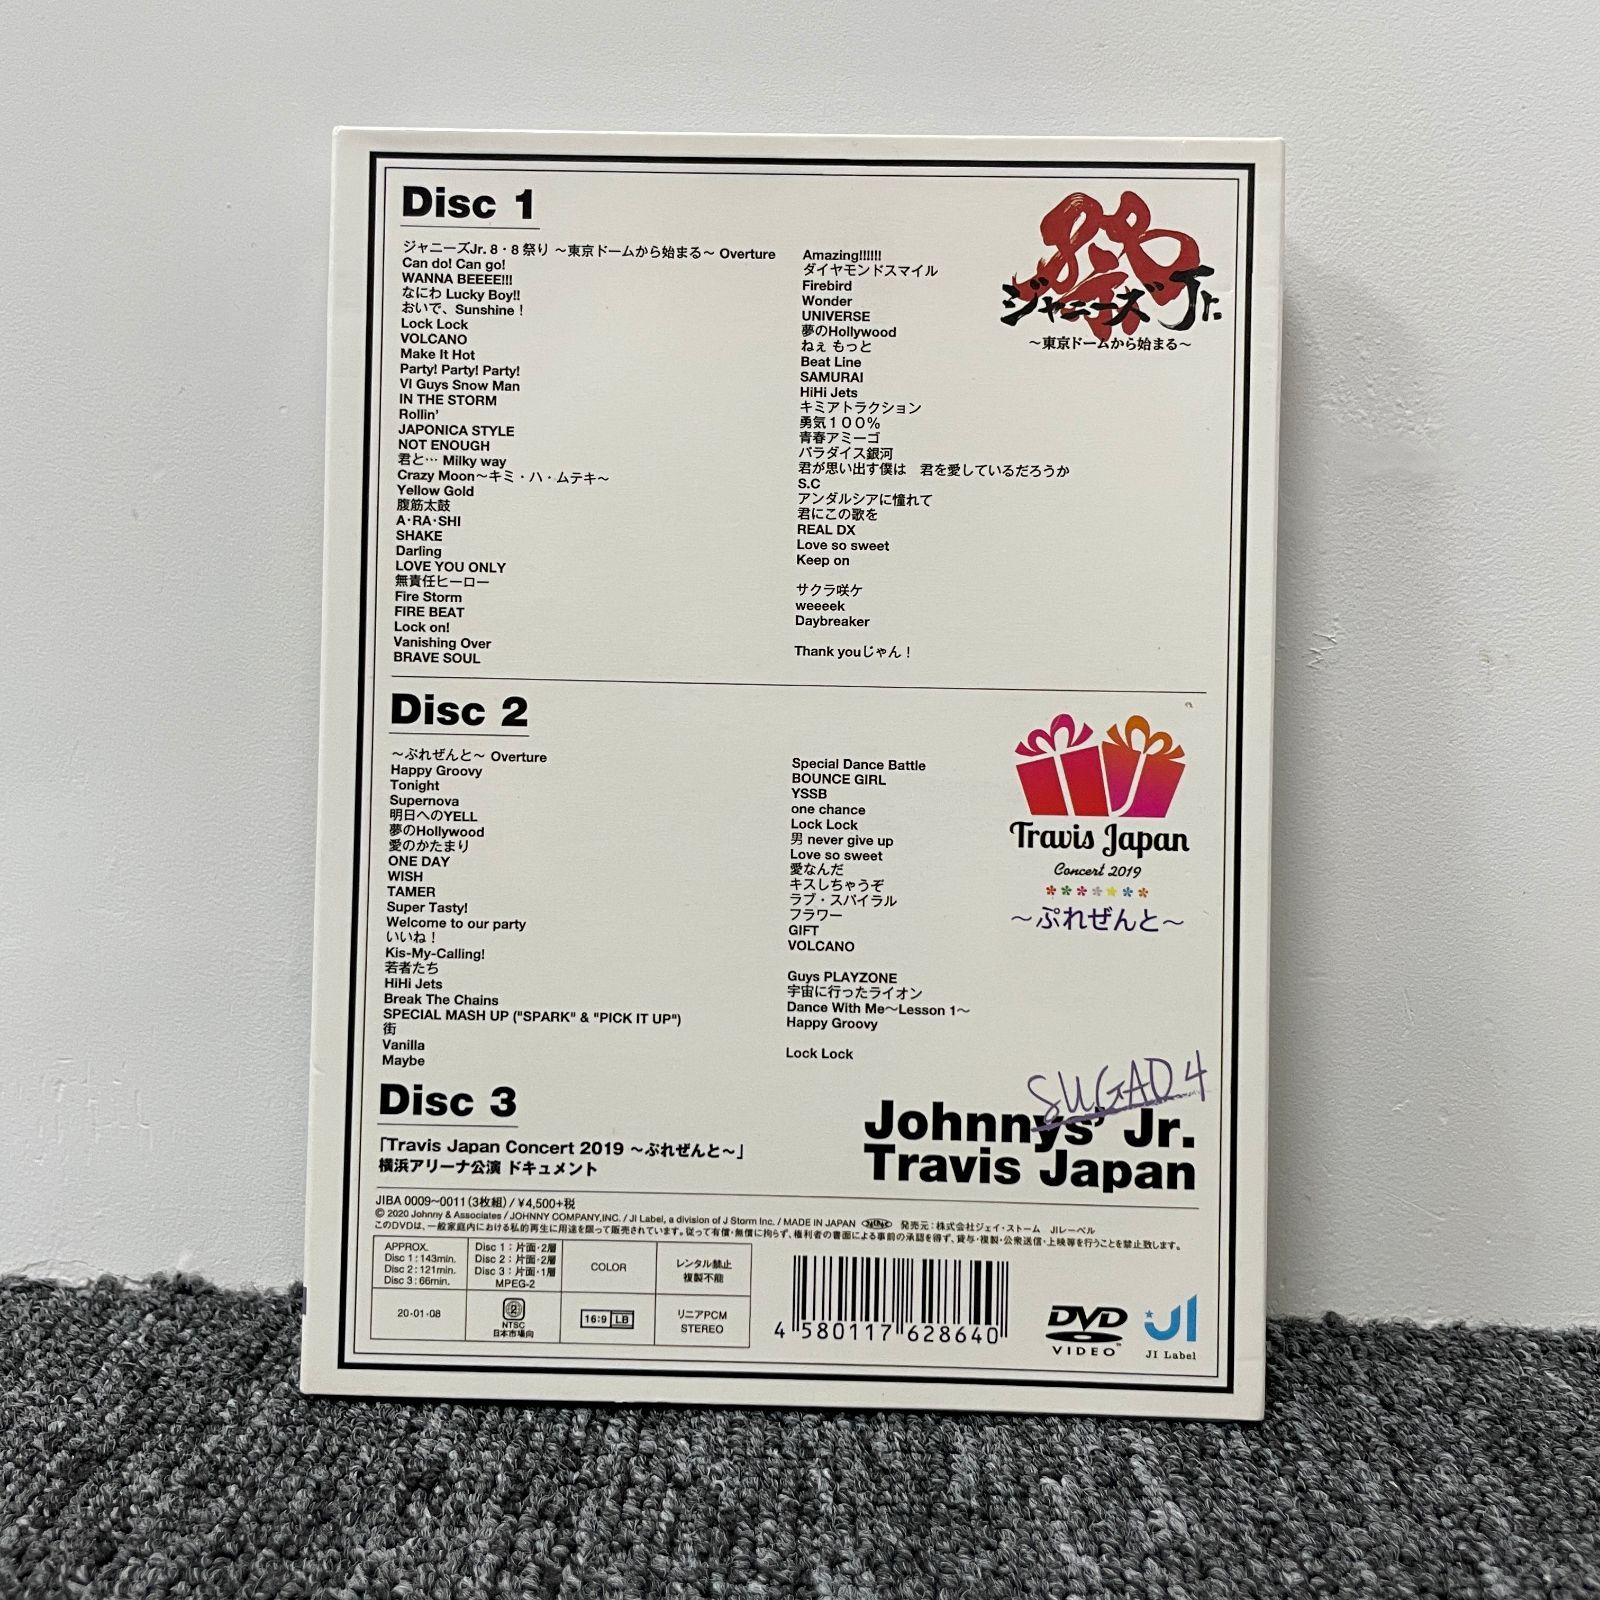 Disc 1
ジャニーズJr. 8・8 祭り ～東京ドームから始まる～ Overture
Can do! Can go!
WANNA BEEEE!!!
なにわ Lucky Boy!!
おいで、Sunshine！
Lock Lock
VOLCANO
Make It Hot
Party! Party! Party!
VI Guys Snow Man
IN THE STORM
Rollin'
JAPONICA STYLE
NOT ENOUGH
君と… Milky way
Crazy Moon～キミ・ハ・ムテキ～
Yellow Gold
腹筋太鼓
A・RA・SHI
SHAKE
Darling
LOVE YOU ONLY
無責任ヒーロー
Fire Storm
FIRE BEAT
Lock on!
Vanishing Over
BRAVE SOUL
Amazing!!!!!!
ダイヤモンドスマイル
Firebird
Wonder
UNIVERSE
夢のHollywood
ねぇ もっと
Beat Line
SAMURAI
HiHi Jets
キミアトラクション
勇気１００％
青春アミーゴ
パラダイス銀河
君が思い出す僕は　君を愛しているだろうか
S.C
アンダルシアに憧れて
君にこの歌を
REAL DX
Love so sweet
Keep on
サクラ咲ケ
weeeek
Daybreaker
Thank youじゃん！
8・8
祭
ジャニーズJr.
～東京ドームから始まる～
Disc 2
～ぷれぜんと～ Overture
Happy Groovy
Tonight
Supernova
明日へのYELL
夢のHollywood
愛のかたまり
ONE DAY
WISH
TAMER
Super Tasty!
Welcome to our party
いいね！
Kis-My-Calling!
若者たち
HiHi Jets
Break The Chains
SPECIAL MASH UP ("SPARK" & "PICK IT UP")
街
Vanilla
Maybe
Special Dance Battle
BOUNCE GIRL
YSSB
one chance
Lock Lock
男 never give up
Love so sweet
愛なんだ
キスしちゃうぞ
ラブ・スパイラル
フラワー
GIFT
VOLCANO
Guys PLAYZONE
宇宙に行ったライオン
Dance With Me～Lesson 1～
Happy Groovy
Lock Lock
Travis Japan
Concert 2019
～ぷれぜんと～
Disc 3
「Travis Japan Concert 2019 ～ぷれぜんと～」
横浜アリーナ公演 ドキュメント
SUGAO4
Johnnys' Jr.
Travis Japan
JIBA 0009～0011（3枚組）/ ¥4,500+税
© 2020 Johnny & Associates / JOHNNY COMPANY,INC. / JI Label, a division of J Storm Inc. / MADE IN JAPAN 発売元：株式会社ジェイ・ストーム　JIレーベル
このDVDは、一般家庭内における私的再生に用途を限って販売されています。従って有償・無償に拘らず、権利者の書面による事前の承認を得ず、貸与・複製・公衆送信・上映等を行うことを禁止致します。
APPROX.
Disc 1 : 143min.
Disc 2 : 121min.
Disc 3 : 66min.
Disc 1：片面・2層
Disc 2：片面・2層
Disc 3：片面・1層
MPEG-2
COLOR
レンタル禁止
複製不能
20-01-08
2
NTSC
日本市場向
16:9 LB
リニアPCM
STEREO
4 580117 628640
DVD
VIDEO
JI
JI Label